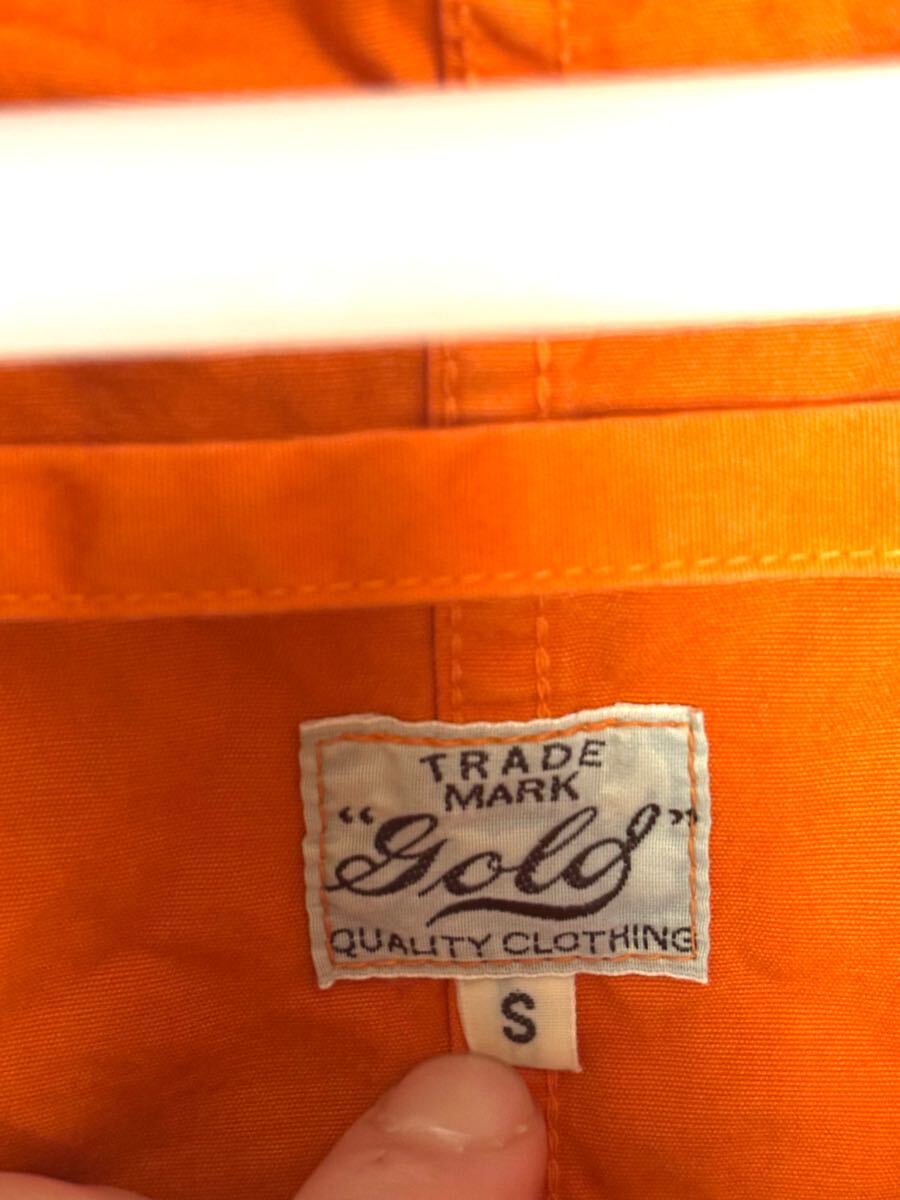 TRADE
MARK
“Gold”
QUALITY CLOTHING
S